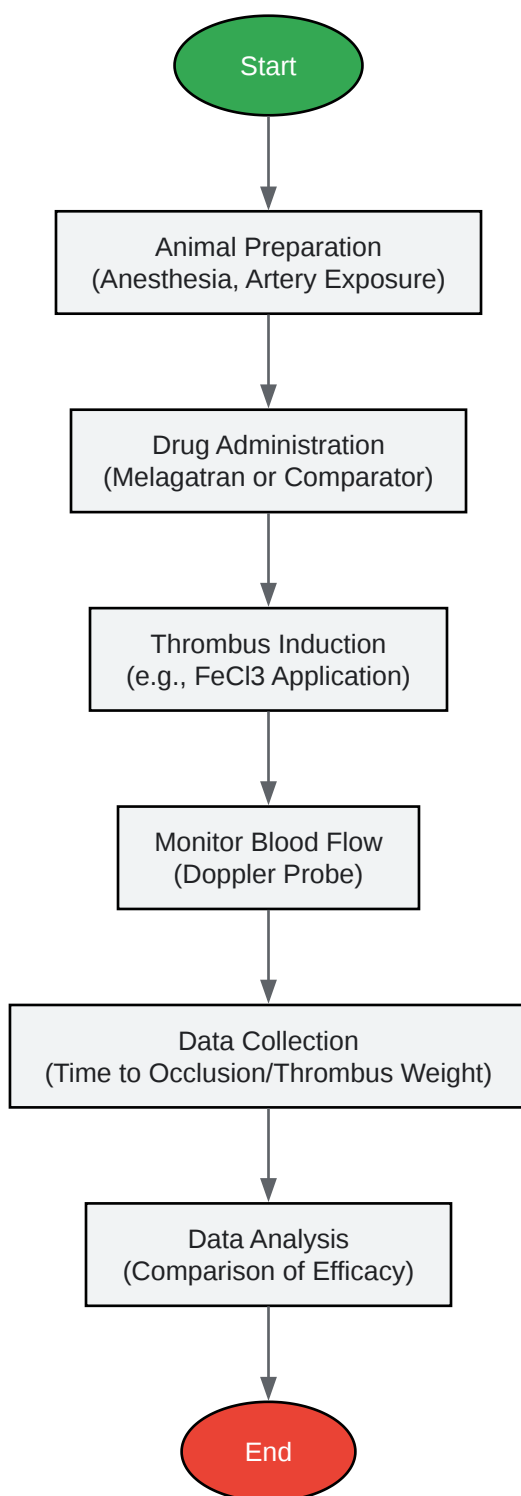 Start
Animal Preparation
(Anesthesia, Artery Exposure)
Drug Administration
(Melagatran or Comparator)
Thrombus Induction
(e.g., FeCl3 Application)
Monitor Blood Flow
(Doppler Probe)
Data Collection
(Time to Occlusion/Thrombus Weight)
Data Analysis
(Comparison of Efficacy)
End